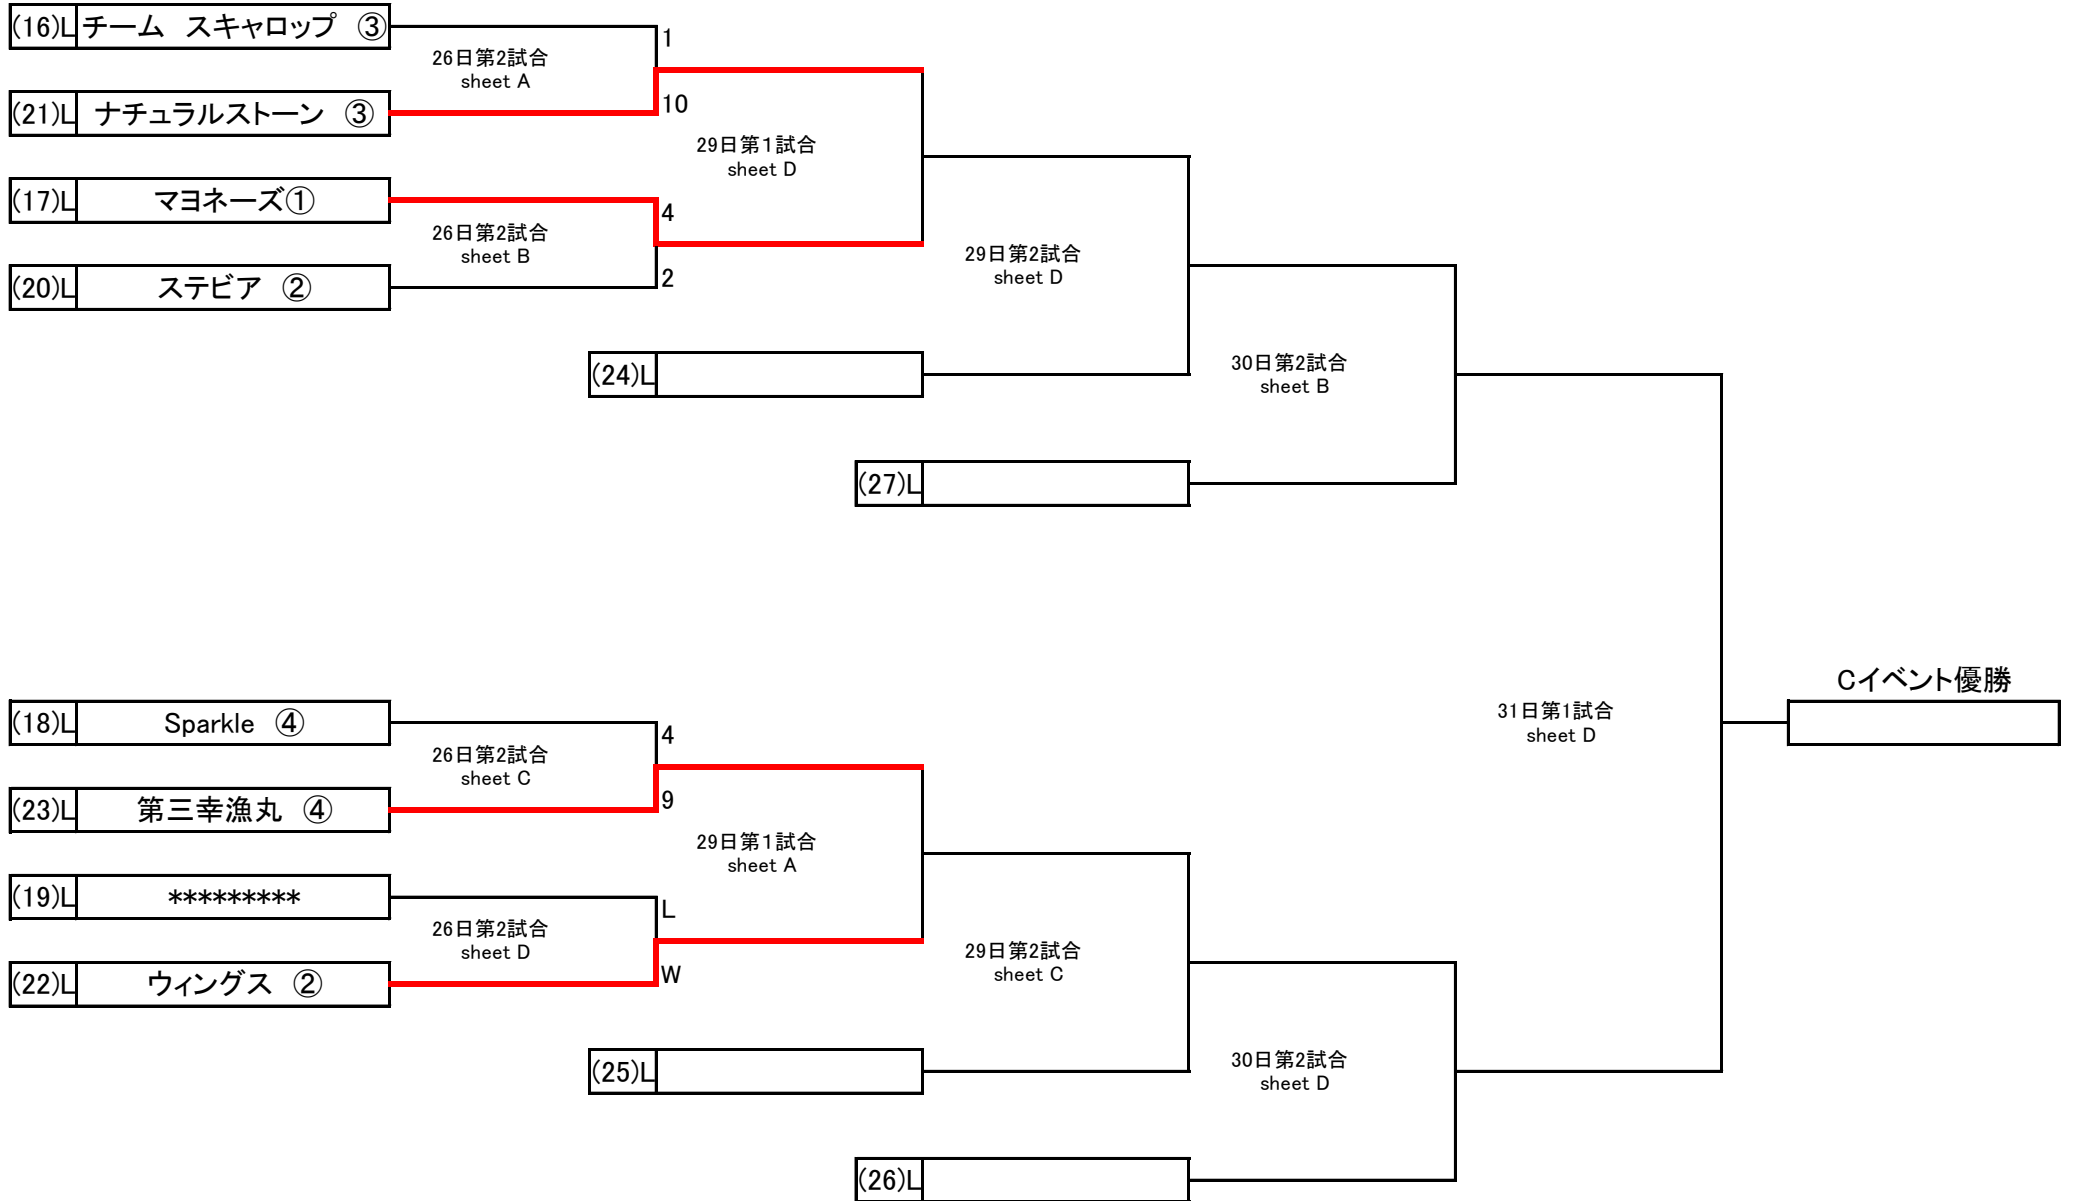 (16)L チーム　スキャロップ　③
1
26日第2試合
sheet A
10
(21)L ナチュラルストーン　③
29日第1試合
sheet D
(17)L マヨネーズ①
4
26日第2試合
sheet B
2
(20)L ステビア　②
29日第2試合
sheet D
(24)L
30日第2試合
sheet B
(27)L
Cイベント優勝
31日第1試合
sheet D
(18)L Sparkle　④
4
26日第2試合
sheet C
9
(23)L 第三幸漁丸　④
29日第1試合
sheet A
(19)L *********
L
26日第2試合
sheet D
W
(22)L ウィングス　②
29日第2試合
sheet C
(25)L
30日第2試合
sheet D
(26)L